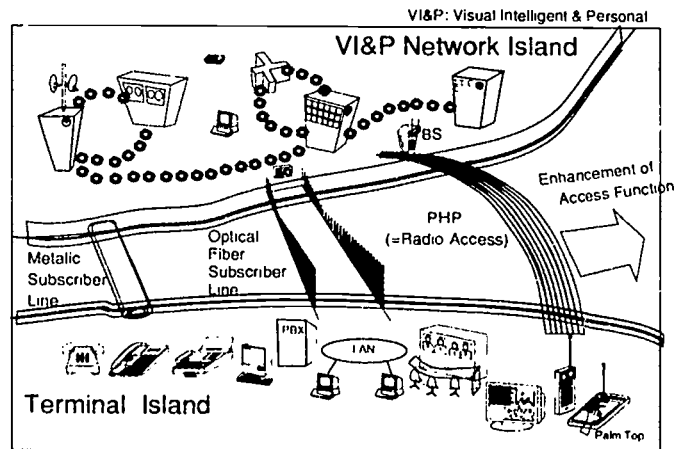 VI&P: Visual Intelligent & Personal
VI&P Network Island
BS
Enhancement of
Access Function
PHP
(=Radio Access)
Optical
Fiber
Subscriber
Line
Metalic
Subscriber
Line
PBX
LAN
Terminal Island
Palm Top